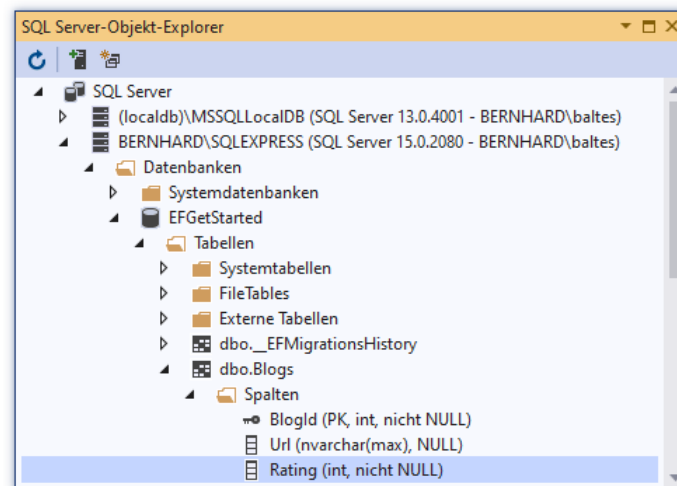 SQL Server-Objekt-Explorer
SQL Server
(localdb)\MSSQLLocalDB (SQL Server 13.0.4001 - BERNHARD\baltes)
BERNHARD\SQLEXPRESS (SQL Server 15.0.2080 - BERNHARD\baltes)
Datenbanken
Systemdatenbanken
EFGetStarted
Tabellen
Systemtabellen
FileTables
Externe Tabellen
dbo.__EFMigrationsHistory
dbo.Blogs
Spalten
BlogId (PK, int, nicht NULL)
Url (nvarchar(max), NULL)
Rating (int, nicht NULL)